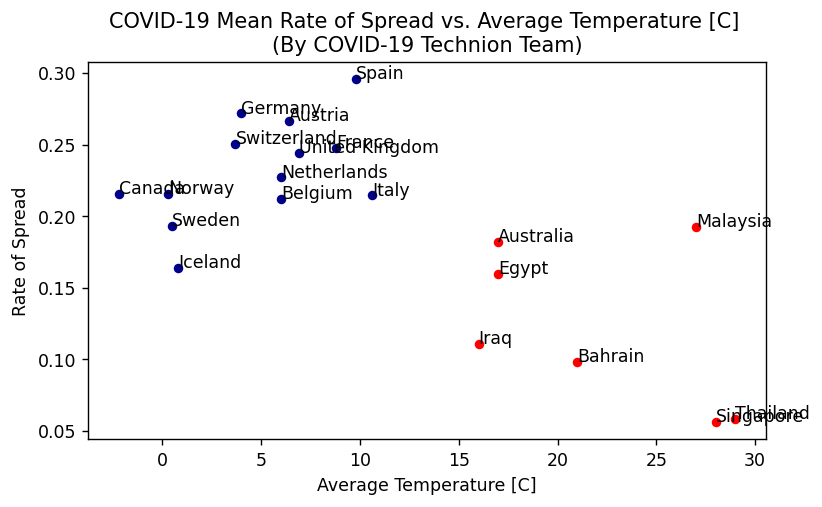 COVID-19 Mean Rate of Spread vs. Average Temperature [C]
(By COVID-19 Technion Team)
0.30
Spain
Germany
Austria
0.25
Switzerland
France
United Kingdom
Netherlands
Canada
Norway
Belgium
Italy
0.20
Sweden
Malaysia
Australia
Rate of Spread
Iceland
Egypt
0.15
Iraq
0.10
Bahrain
Thailand
Singapore
0.05
0
5
10
15
20
25
30
Average Temperature [C]